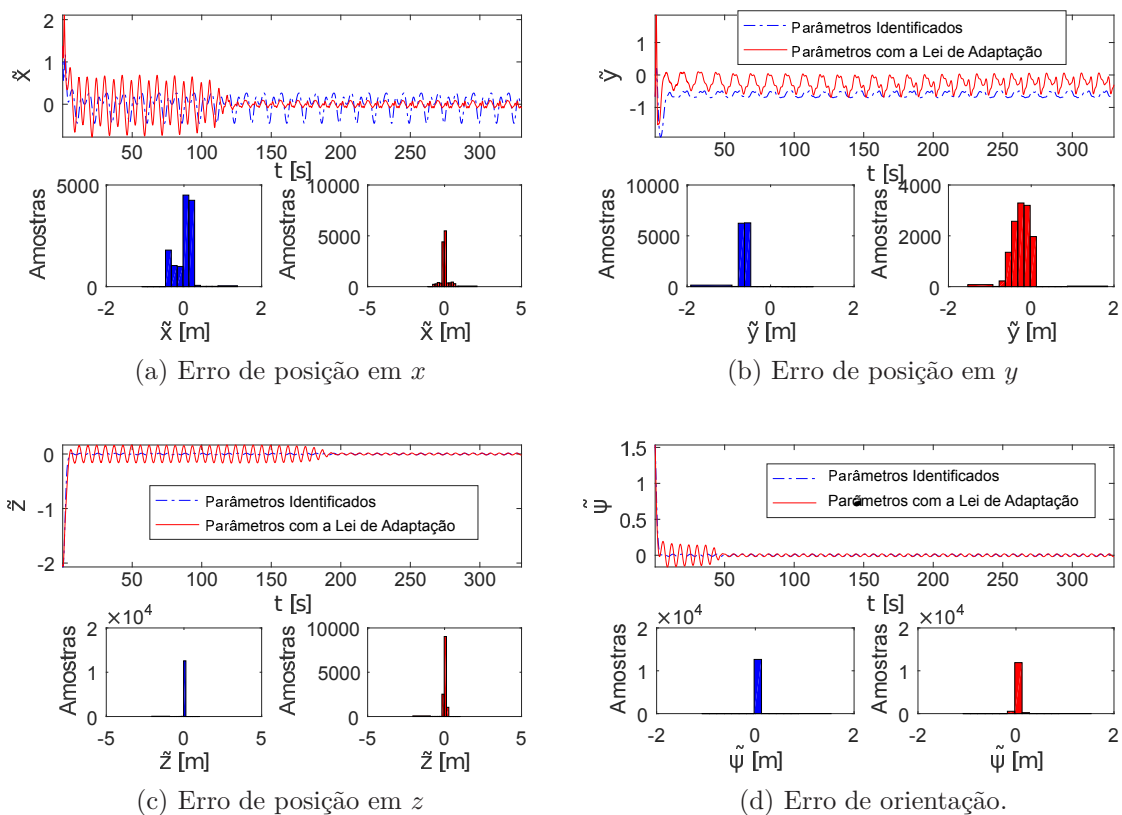 2
1
0
x̃
50 100 150 200 250 300
t [s]
5000
0
Amostras
-2 0 2
x̃ [m]
10000
5000
0
Amostras
-5 0 5
x̃ [m]
(a) Erro de posição em x
Parâmetros Identificados
Parâmetros com a Lei de Adaptação
1
0
-1
ỹ
50 100 150 200 250 300
t [s]
10000
5000
0
Amostras
-2 0 2
ỹ [m]
4000
2000
0
Amostras
-2 0 2
ỹ [m]
(b) Erro de posição em y
0
-1
-2
z̃
Parâmetros Identificados
Parâmetros com a Lei de Adaptação
50 100 150 200 250 300
t [s]
×10⁴
2
1
0
Amostras
-5 0 5
z̃ [m]
10000
5000
0
Amostras
-5 0 5
z̃ [m]
(c) Erro de posição em z
1.5
1
0.5
0
ψ̃
Parâmetros Identificados
Parâmetros com a Lei de Adaptação
50 100 150 200 250 300
t [s]
×10⁴
2
1
0
Amostras
-2 0 2
ψ̃ [m]
×10⁴
2
1
0
Amostras
-2 0 2
ψ̃ [m]
(d) Erro de orientação.